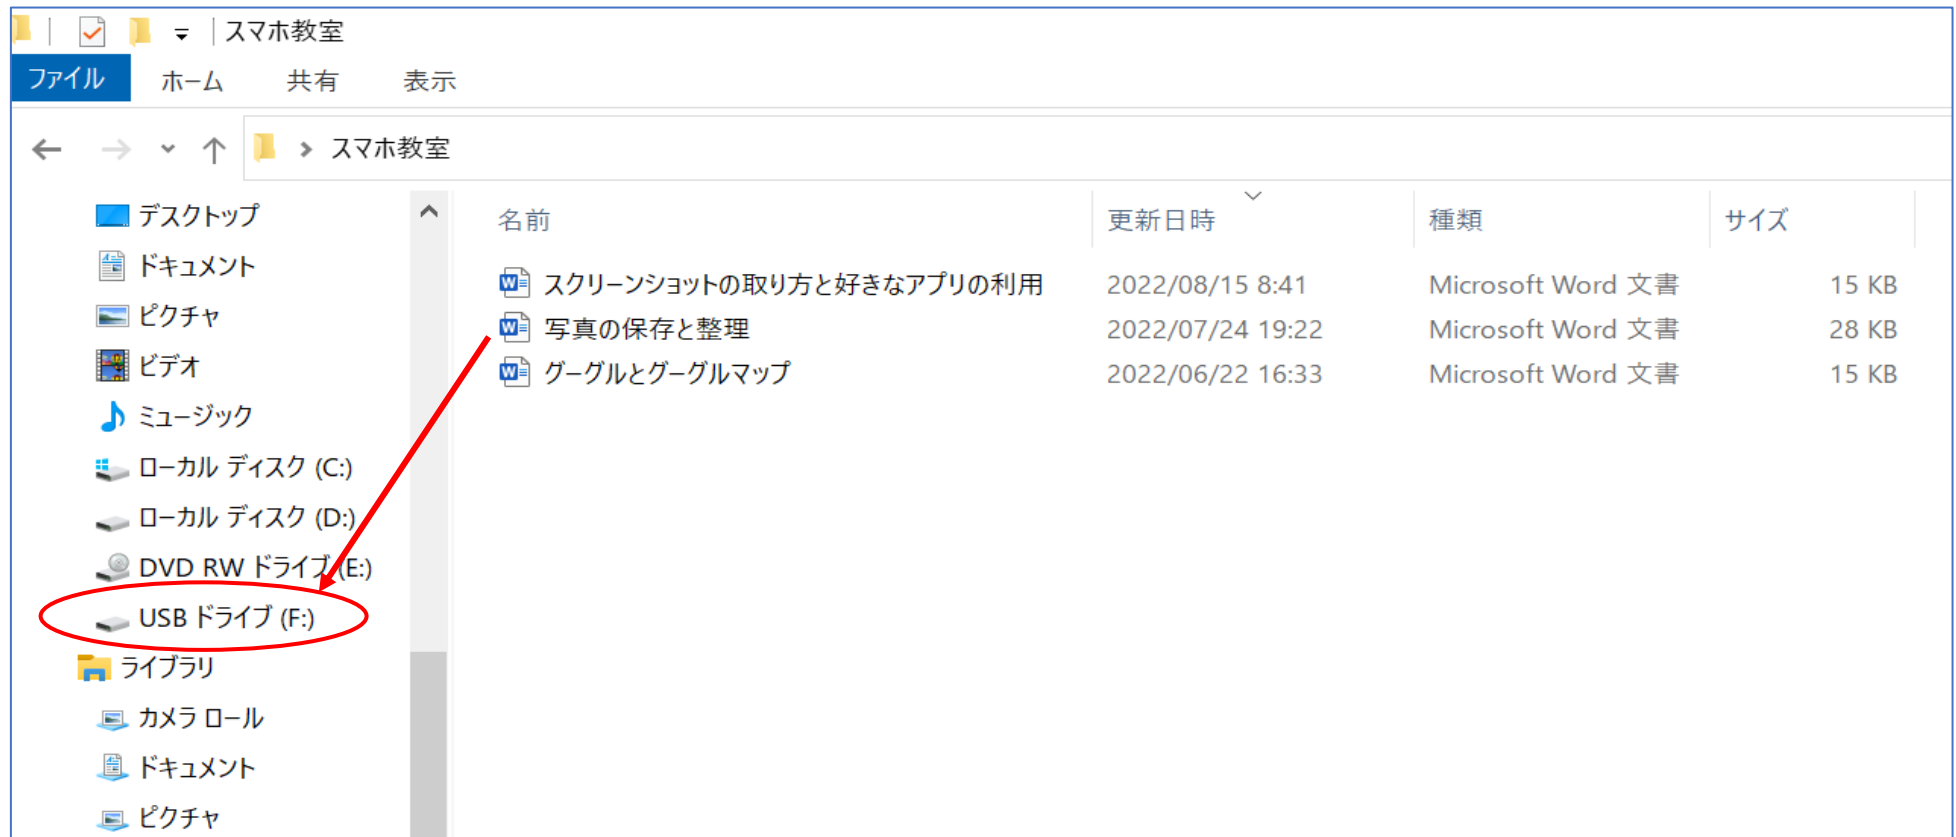 スマホ教室
ファイル ホーム 共有 表示
スマホ教室
デスクトップ
ドキュメント
ピクチャ
ビデオ
ミュージック
ローカル ディスク (C:)
ローカル ディスク (D:)
DVD RW ドライブ (E:)
USB ドライブ (F:)
ライブラリ
カメラ ロール
ドキュメント
ピクチャ
名前 更新日時 種類 サイズ
スクリーンショットの取り方と好きなアプリの利用 2022/08/15 8:41 Microsoft Word 文書 15 KB
写真の保存と整理 2022/07/24 19:22 Microsoft Word 文書 28 KB
グーグルとグーグルマップ 2022/06/22 16:33 Microsoft Word 文書 15 KB